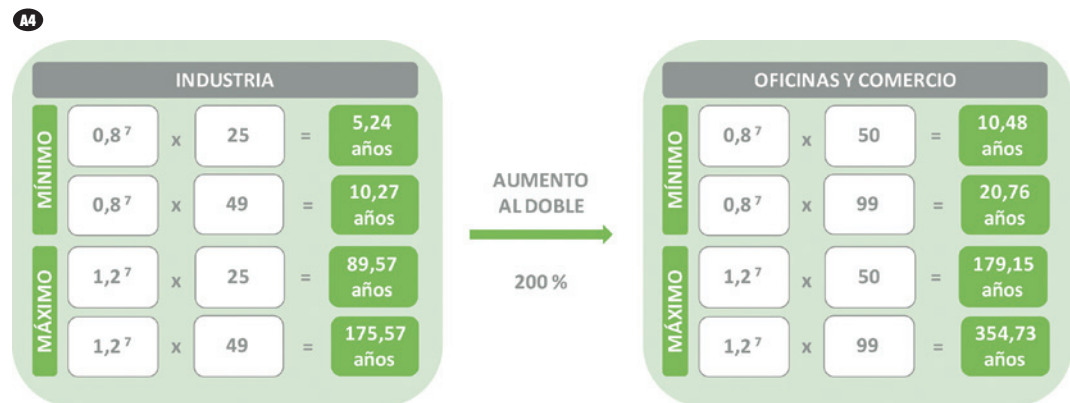 A4
INDUSTRIA
MÍNIMO
0,8⁷ x 25 = 5,24 años
0,8⁷ x 49 = 10,27 años
MÁXIMO
1,2⁷ x 25 = 89,57 años
1,2⁷ x 49 = 175,57 años
AUMENTO
AL DOBLE
200 %
OFICINAS Y COMERCIO
MÍNIMO
0,8⁷ x 50 = 10,48 años
0,8⁷ x 99 = 20,76 años
MÁXIMO
1,2⁷ x 50 = 179,15 años
1,2⁷ x 99 = 354,73 años